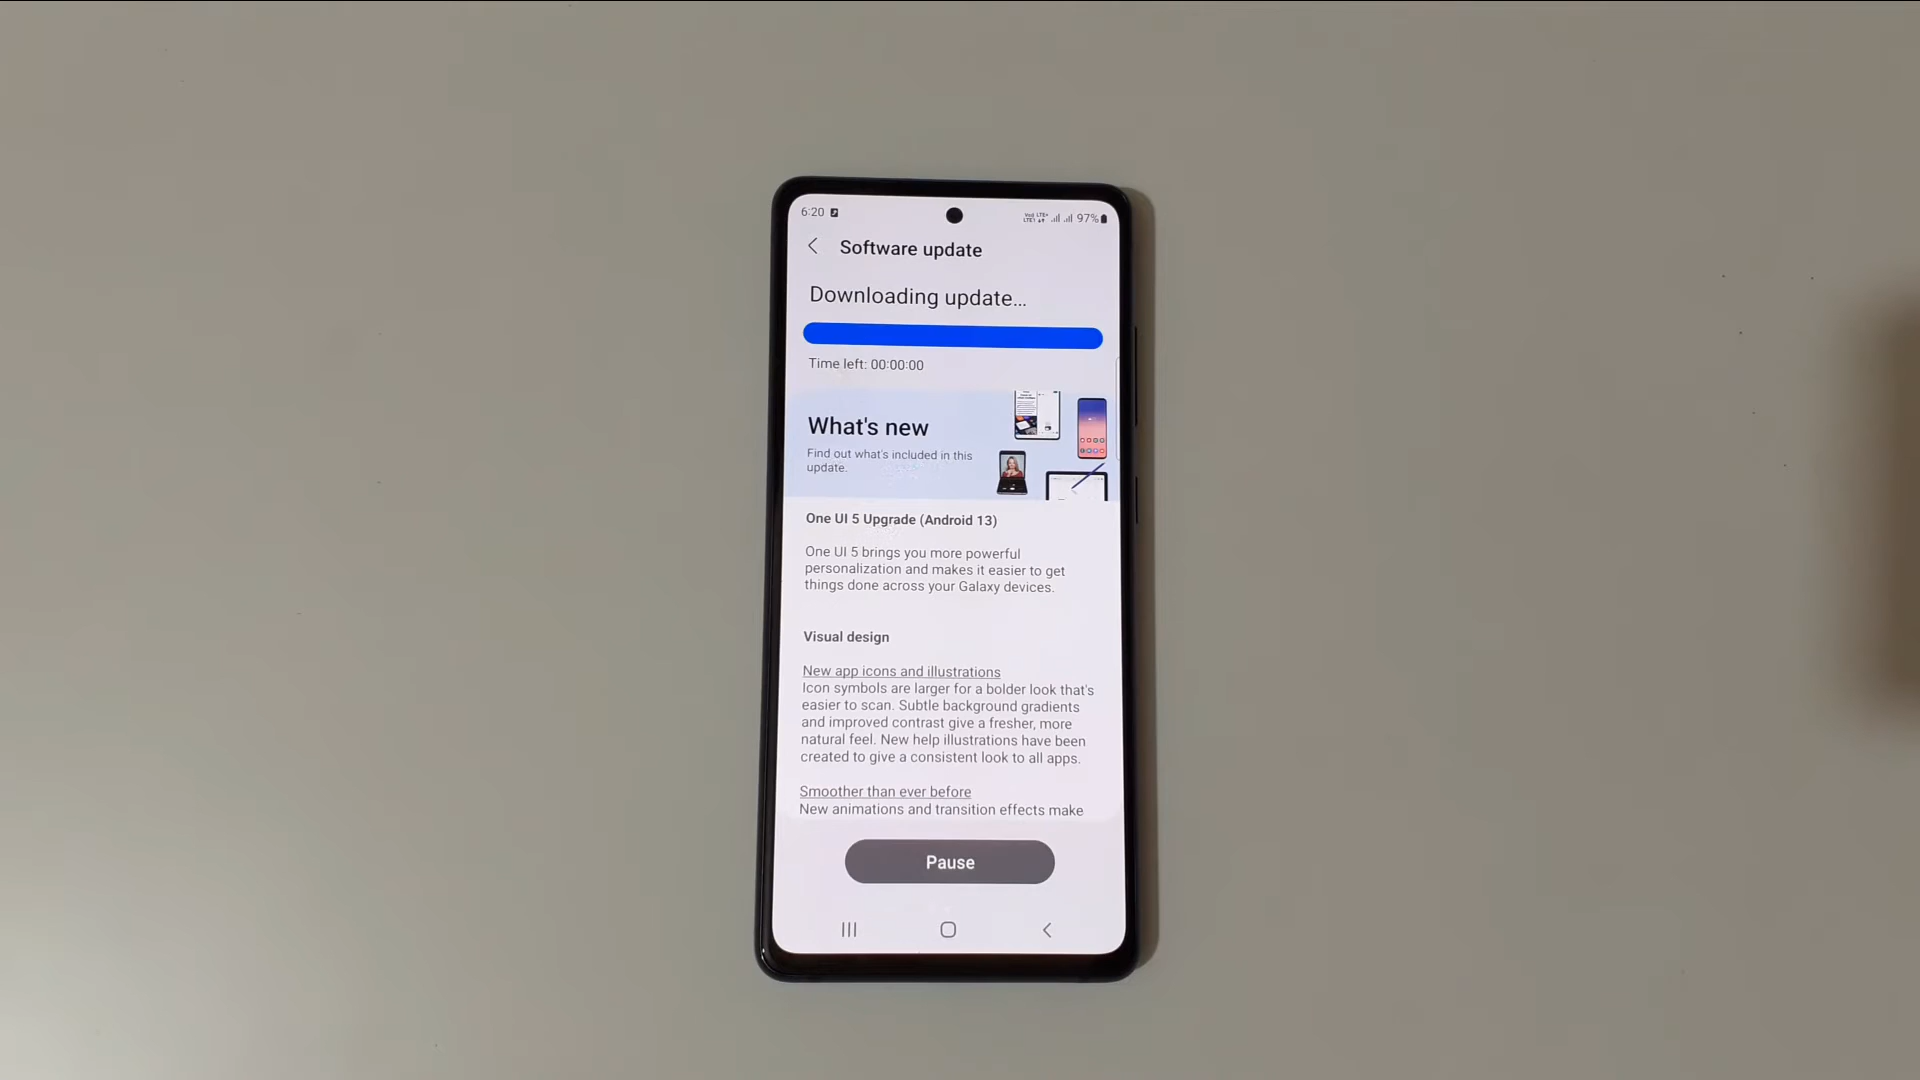 6:20
97%
Software update
Downloading update...
Time left: 00:00:00
What's new
Find out what's included in this
update.
One UI 5 Upgrade (Android 13)
One UI 5 brings you more powerful
personalization and makes it easier to get
things done across your Galaxy devices.
Visual design
New app icons and illustrations
Icon symbols are larger for a bolder look that's
easier to scan. Subtle background gradients
and improved contrast give a fresher, more
natural feel. New help illustrations have been
created to give a consistent look to all apps.
Smoother than ever before
New animations and transition effects make
Pause